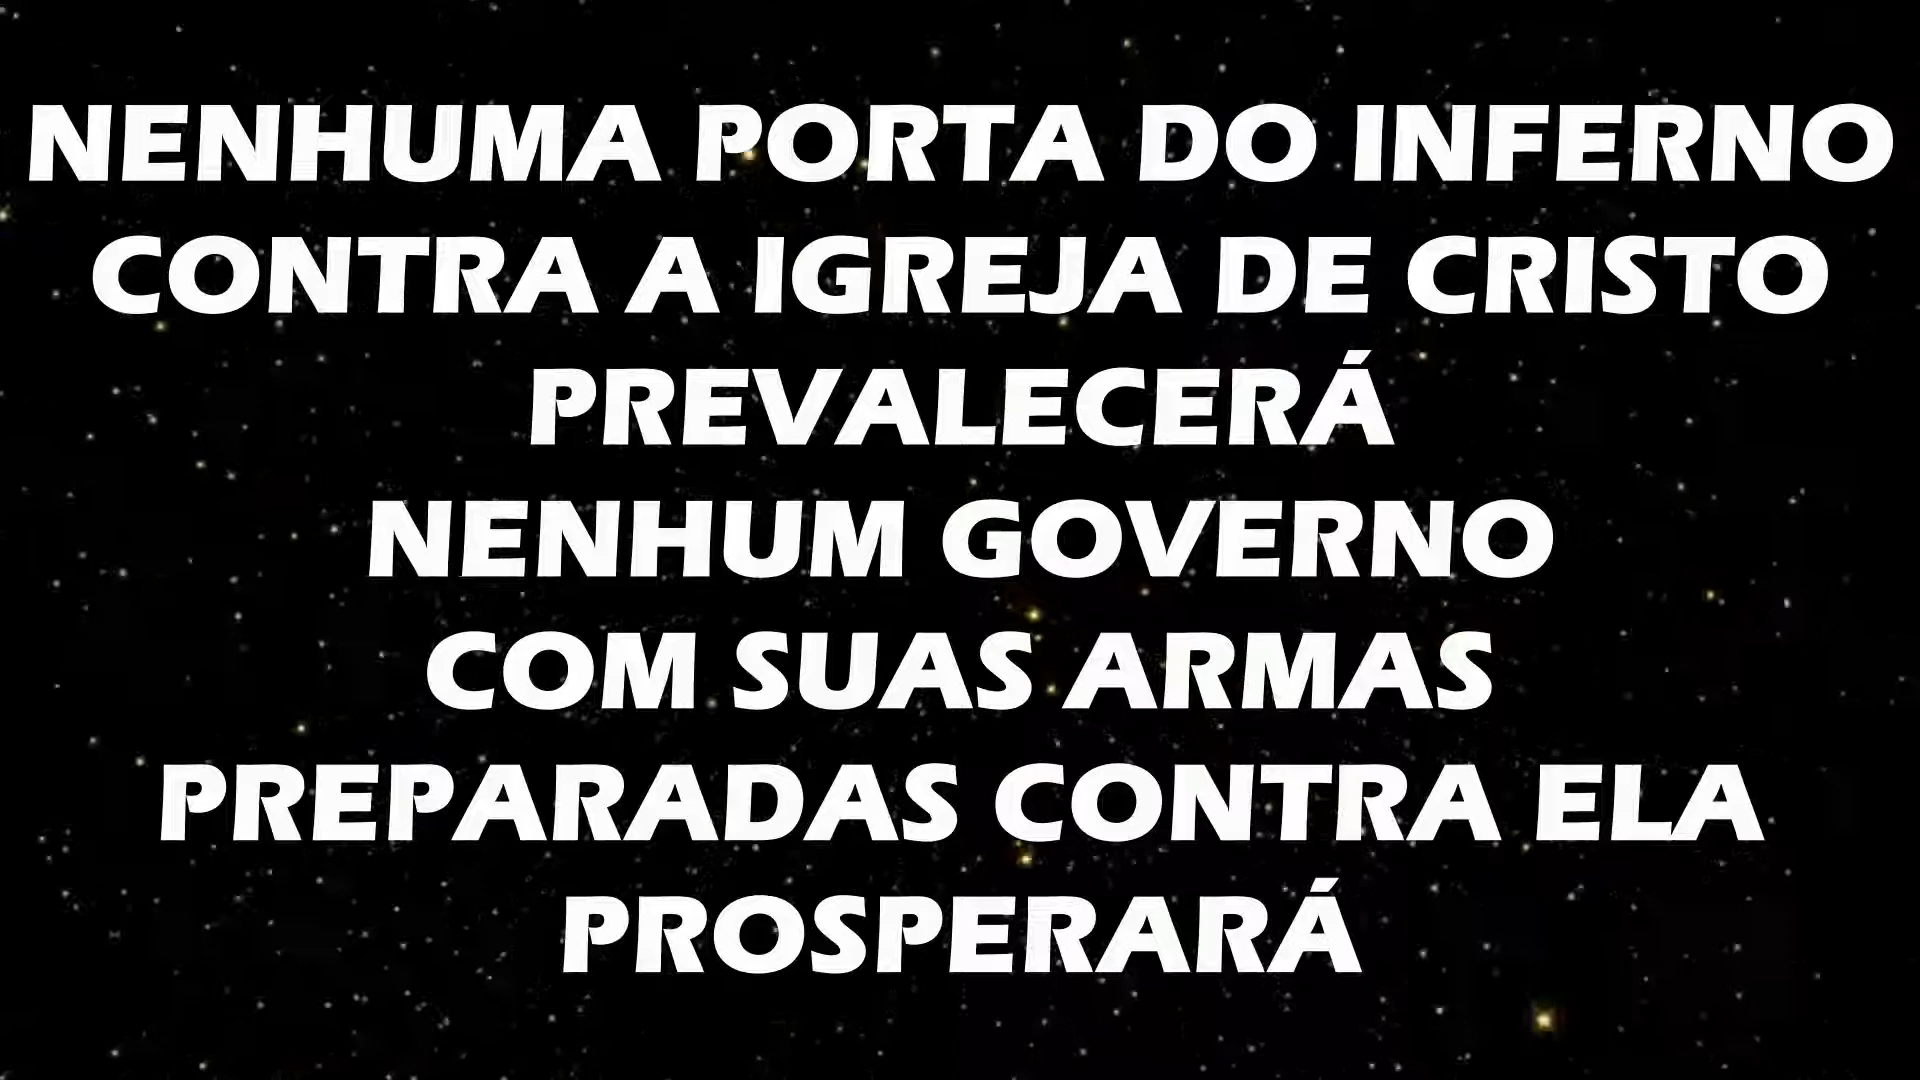 NENHUMA PORTA DO INFERNO
CONTRA A IGREJA DE CRISTO
PREVALECERÁ
NENHUM GOVERNO
COM SUAS ARMAS
PREPARADAS CONTRA ELA
PROSPERARÁ